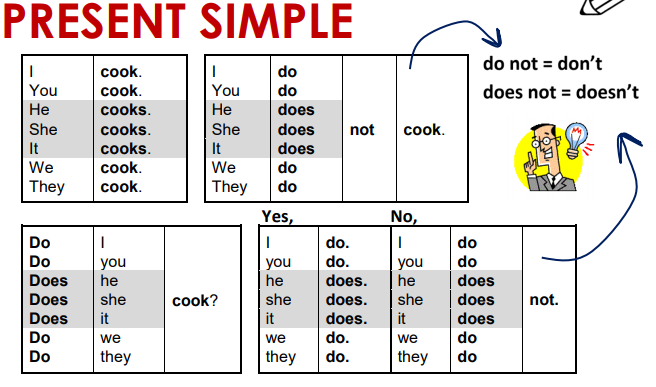 PRESENT SIMPLE
I cook.
You cook.
He cooks.
She cooks.
It cooks.
We cook.
They cook.
I do
You do
He does
She does not cook.
It does
We do
They do
do not = don't
does not = doesn't
Do I
Do you
Does he
Does she cook?
Does it
Do we
Do they
Yes, No,
I do. I do
you do. you do
he does. he does
she does. she does not.
it does. it does
we do. we do
they do. they do